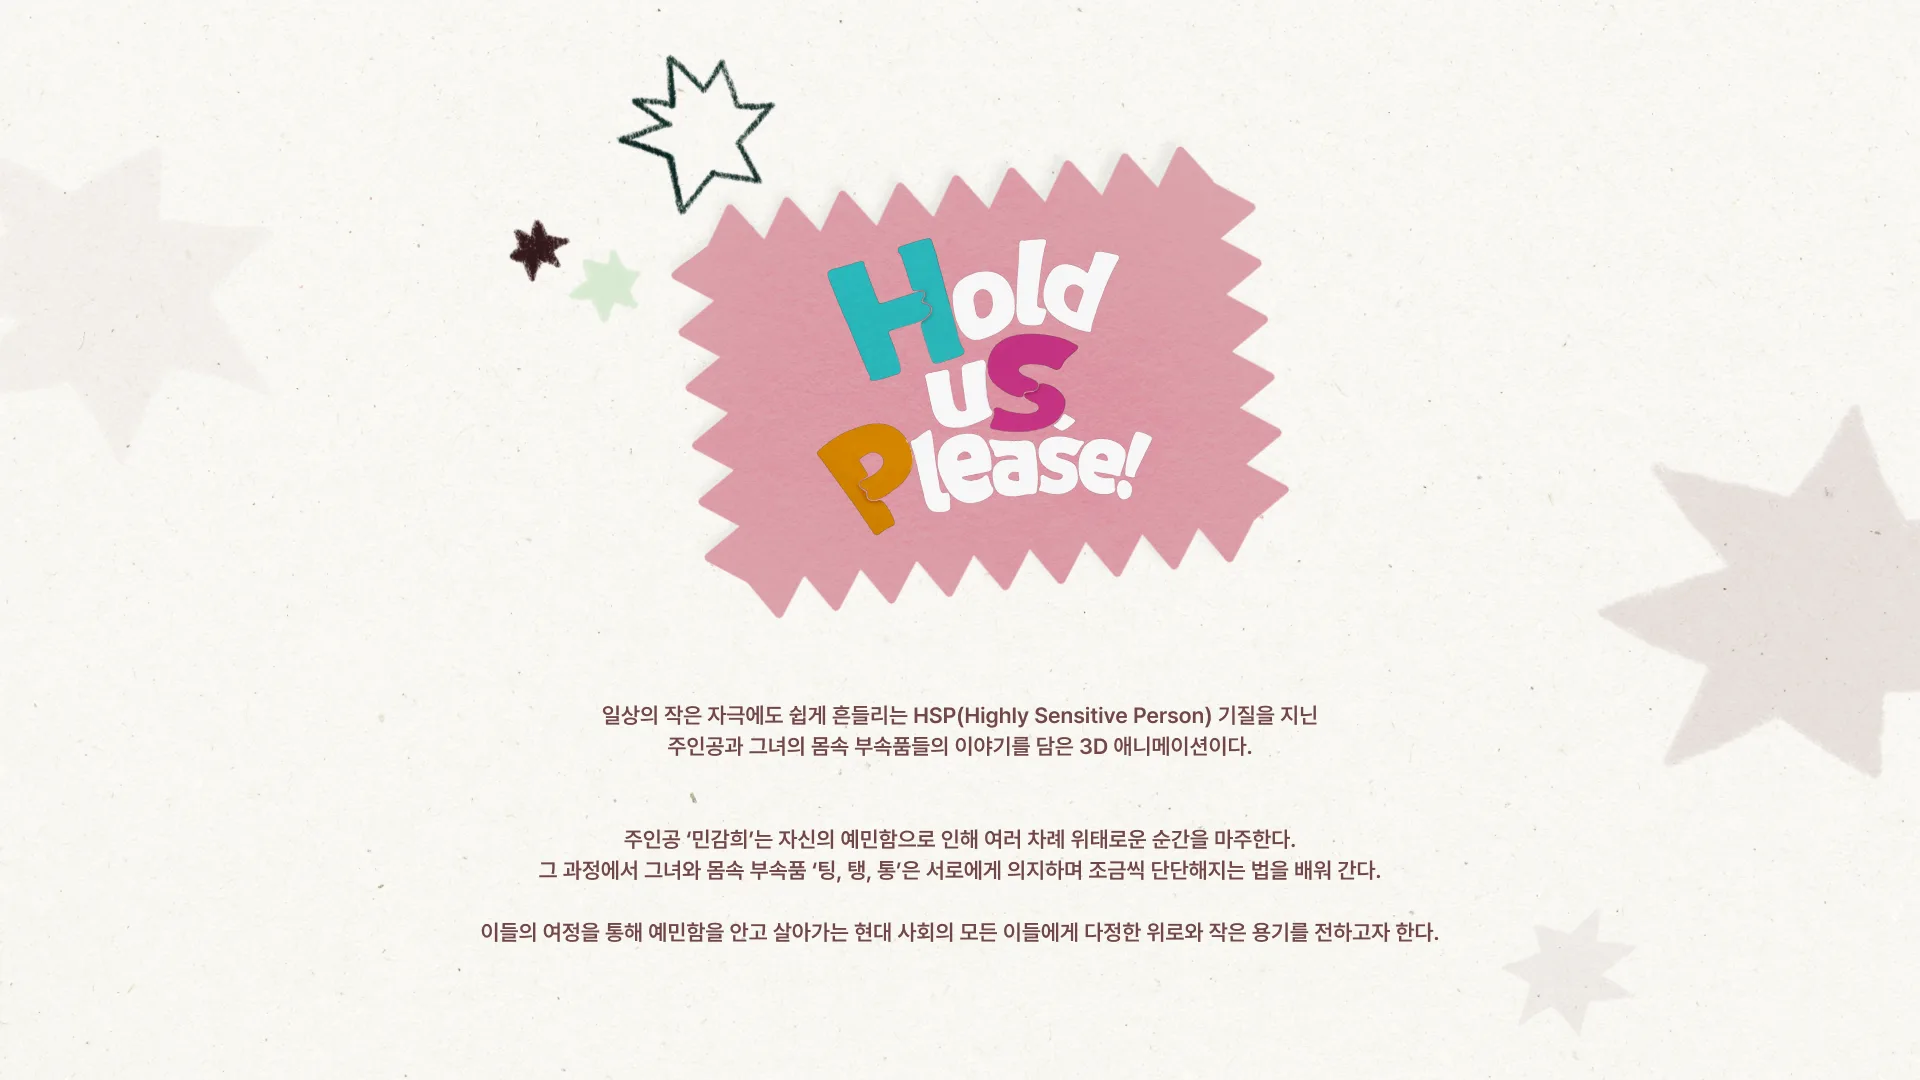 Hold
us
Please!
일상의 작은 자극에도 쉽게 흔들리는 HSP(Highly Sensitive Person) 기질을 지닌
주인공과 그녀의 몸속 부속품들의 이야기를 담은 3D 애니메이션이다.
주인공 ‘민감희’는 자신의 예민함으로 인해 여러 차례 위태로운 순간을 마주한다.
그 과정에서 그녀와 몸속 부속품 ‘팅, 탱, 통’은 서로에게 의지하며 조금씩 단단해지는 법을 배워 간다.
이들의 여정을 통해 예민함을 안고 살아가는 현대 사회의 모든 이들에게 다정한 위로와 작은 용기를 전하고자 한다.